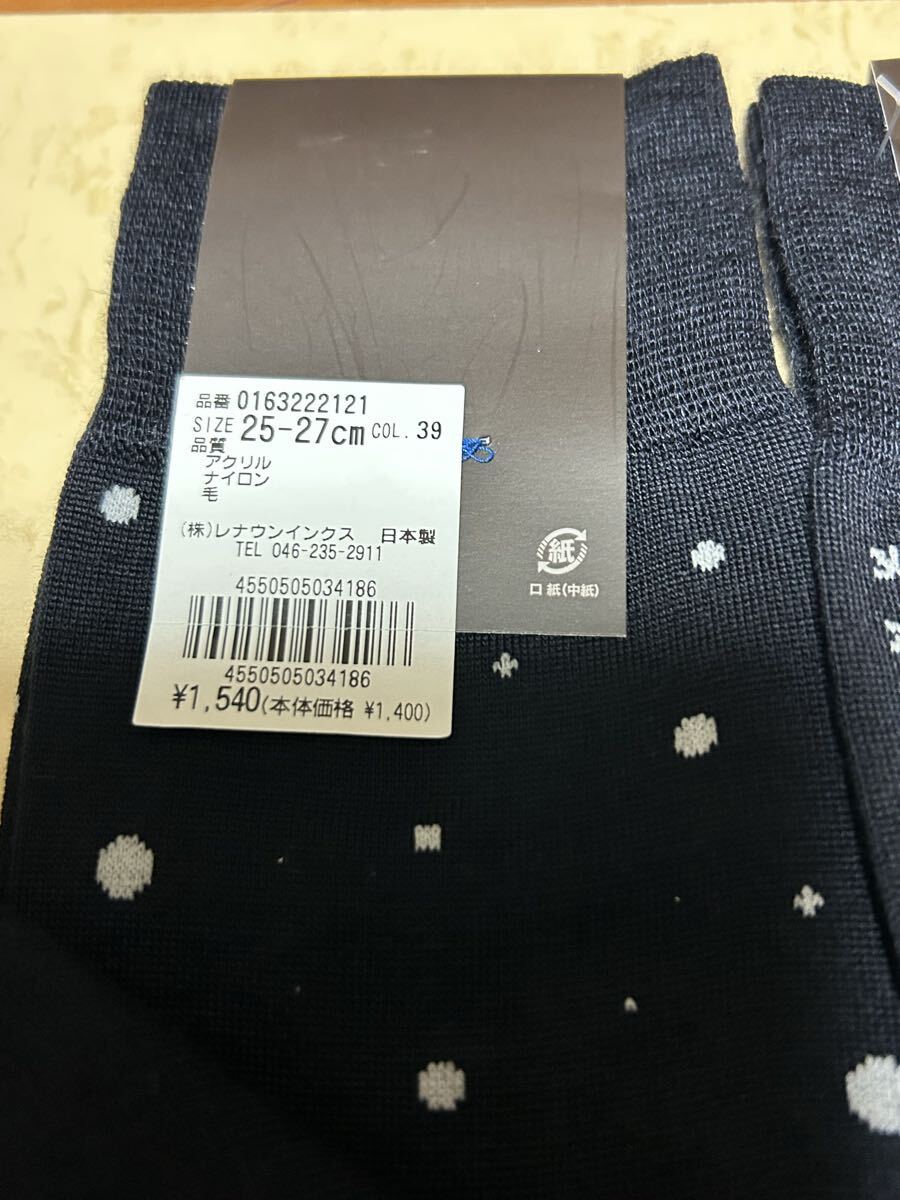 品番 0163222121
SIZE 25-27cm COL. 39
品質
アクリル
ナイロン
毛
(株)レナウンインクス 日本製
TEL 046-235-2911
4550505034186
4550505034186
¥1,540(本体価格 ¥1,400)
紙
口 紙(中紙)